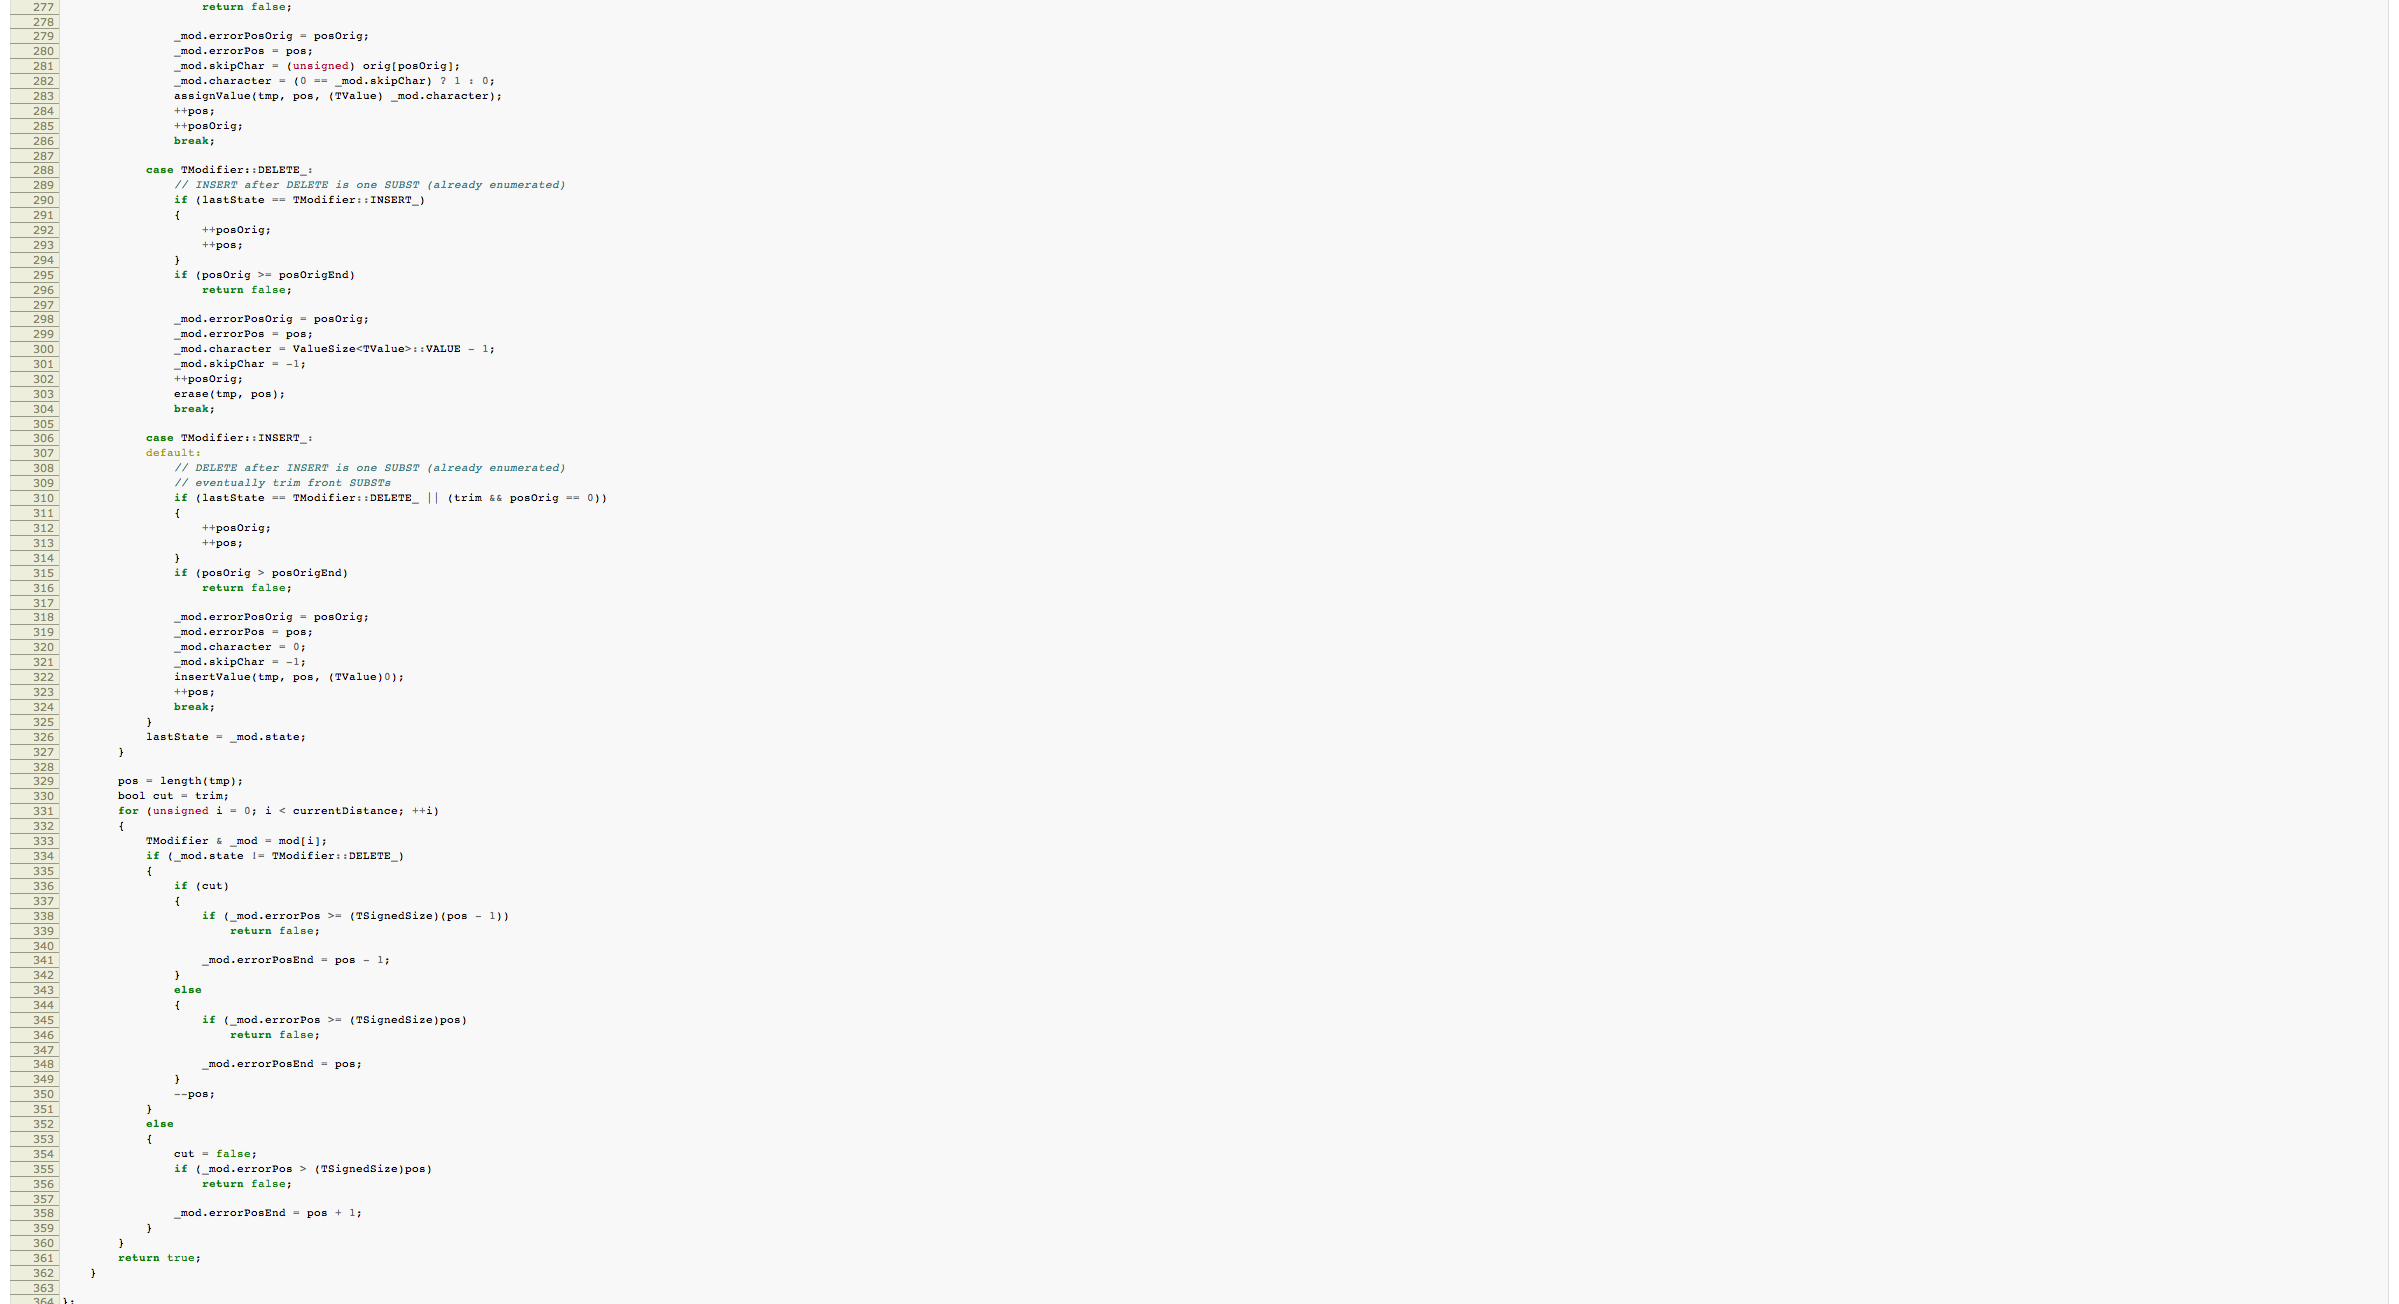 277                     return false;
278
279                 _mod.errorPosOrig = posOrig;
280                 _mod.errorPos = pos;
281                 _mod.skipChar = (unsigned) orig[posOrig];
282                 _mod.character = (0 == _mod.skipChar) ? 1 : 0;
283                 assignValue(tmp, pos, (TValue) _mod.character);
284                 ++pos;
285                 ++posOrig;
286                 break;
287
288             case TModifier::DELETE_:
289                 // INSERT after DELETE is one SUBST (already enumerated)
290                 if (lastState == TModifier::INSERT_)
291                 {
292                     ++posOrig;
293                     ++pos;
294                 }
295                 if (posOrig >= posOrigEnd)
296                     return false;
297
298                 _mod.errorPosOrig = posOrig;
299                 _mod.errorPos = pos;
300                 _mod.character = ValueSize<TValue>::VALUE - 1;
301                 _mod.skipChar = -1;
302                 ++posOrig;
303                 erase(tmp, pos);
304                 break;
305
306             case TModifier::INSERT_:
307             default:
308                 // DELETE after INSERT is one SUBST (already enumerated)
309                 // eventually trim front SUBSTs
310                 if (lastState == TModifier::DELETE_ || (trim && posOrig == 0))
311                 {
312                     ++posOrig;
313                     ++pos;
314                 }
315                 if (posOrig > posOrigEnd)
316                     return false;
317
318                 _mod.errorPosOrig = posOrig;
319                 _mod.errorPos = pos;
320                 _mod.character = 0;
321                 _mod.skipChar = -1;
322                 insertValue(tmp, pos, (TValue)0);
323                 ++pos;
324                 break;
325             }
326             lastState = _mod.state;
327         }
328
329         pos = length(tmp);
330         bool cut = trim;
331         for (unsigned i = 0; i < currentDistance; ++i)
332         {
333             TModifier & _mod = mod[i];
334             if (_mod.state != TModifier::DELETE_)
335             {
336                 if (cut)
337                 {
338                     if (_mod.errorPos >= (TSignedSize)(pos - 1))
339                         return false;
340
341                     _mod.errorPosEnd = pos - 1;
342                 }
343                 else
344                 {
345                     if (_mod.errorPos >= (TSignedSize)pos)
346                         return false;
347
348                     _mod.errorPosEnd = pos;
349                 }
350                 --pos;
351             }
352             else
353             {
354                 cut = false;
355                 if (_mod.errorPos > (TSignedSize)pos)
356                     return false;
357
358                 _mod.errorPosEnd = pos + 1;
359             }
360         }
361         return true;
362     }
363
364 };